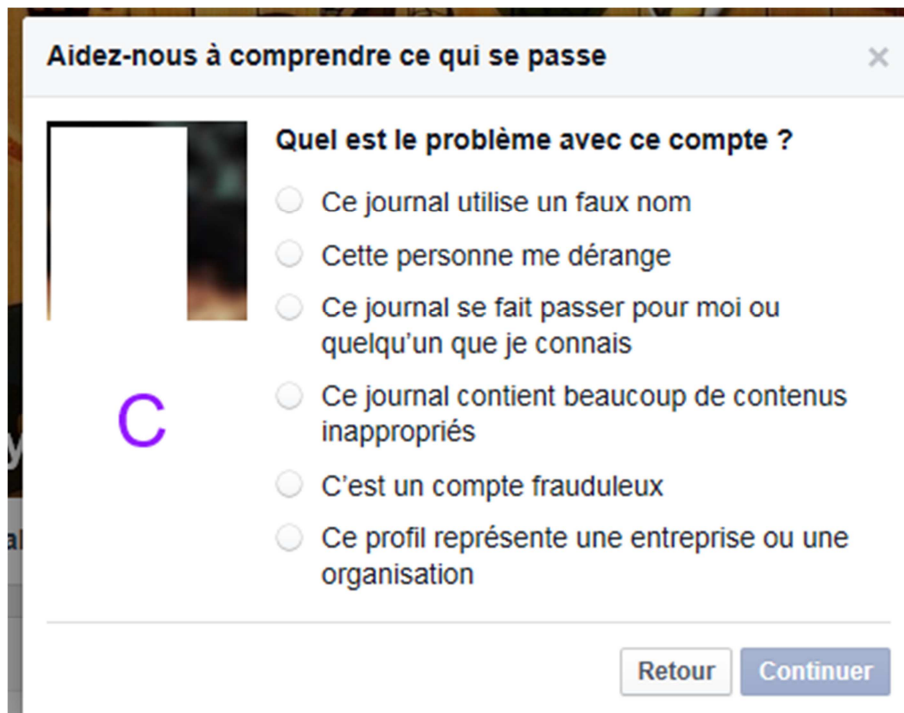 Aidez-nous à comprendre ce qui se passe
Quel est le problème avec ce compte ?
Ce journal utilise un faux nom
Cette personne me dérange
Ce journal se fait passer pour moi ou
quelqu'un que je connais
Ce journal contient beaucoup de contenus
inappropriés
C
C'est un compte frauduleux
Ce profil représente une entreprise ou une
organisation
Retour Continuer